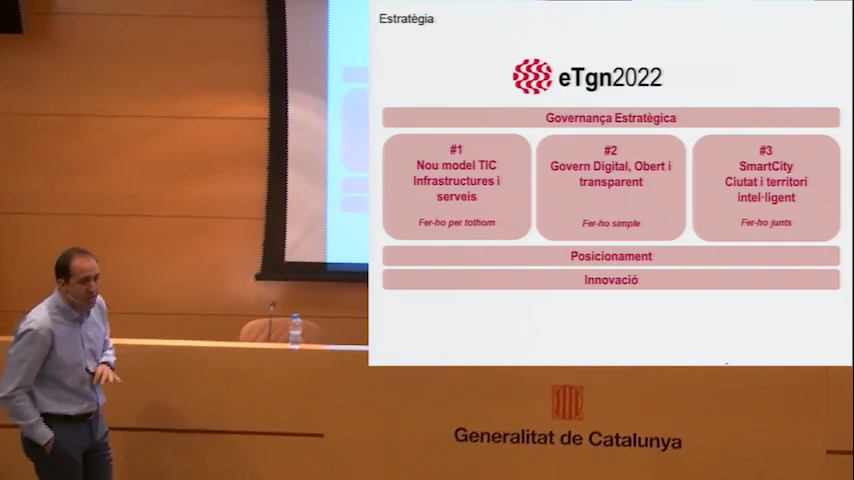 Estratègia
eTgn2022
Governança Estratègica
#1
Nou model TIC
Infrastructures i
serveis
Fer-ho per tothom
#2
Govern Digital, Obert i
transparent
Fer-ho simple
#3
SmartCity
Ciutat i territori
intel·ligent
Fer-ho junts
Posicionament
Innovació
Generalitat de Catalunya